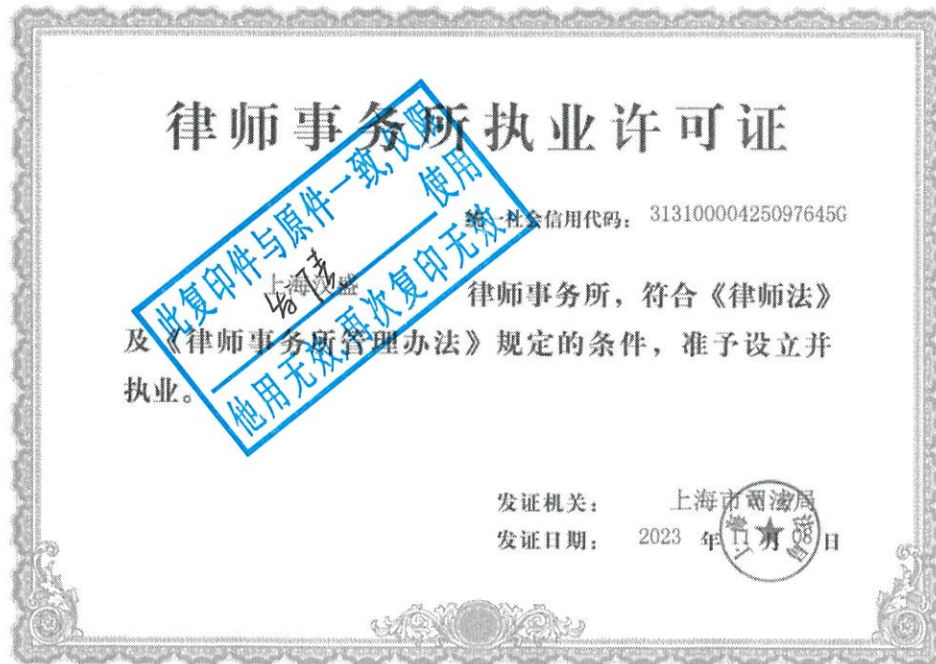 律师事务所执业许可证
统一社会信用代码: 31310000425097645G
上海汇盛
律师事务所，符合《律师法》
及《律师事务所管理办法》规定的条件，准予设立并
执业。
此复印件与原件一致,仅限
使用
他用无效,再次复印无效
发证机关: 上海市司法局
发证日期: 2023 年 11 月 08 日